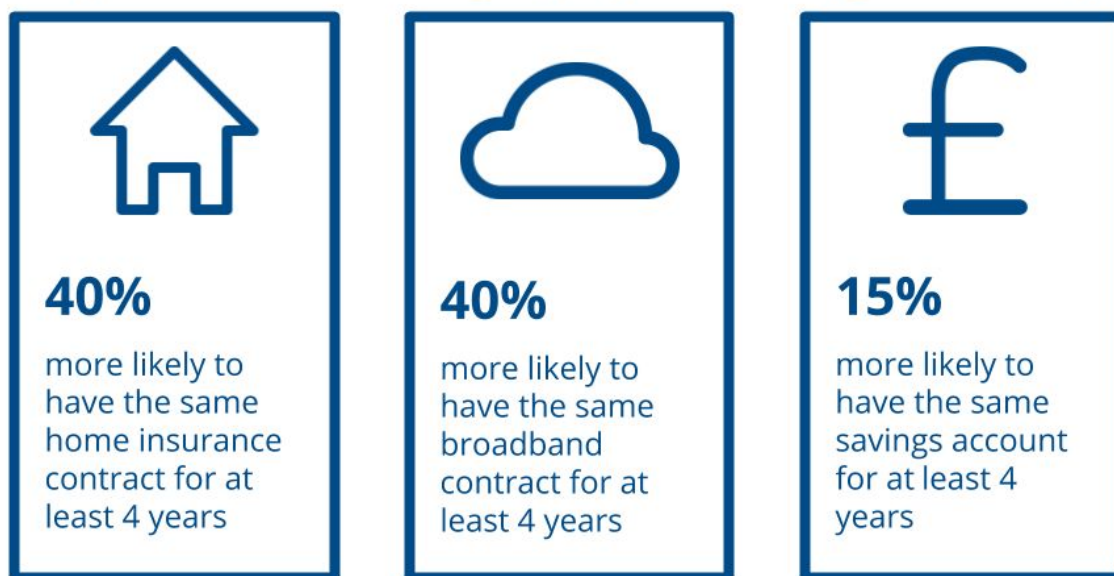 40%
more likely to
have the same
home insurance
contract for at
least 4 years
40%
more likely to
have the same
broadband
contract for at
least 4 years
£
15%
more likely to
have the same
savings account
for at least 4
years